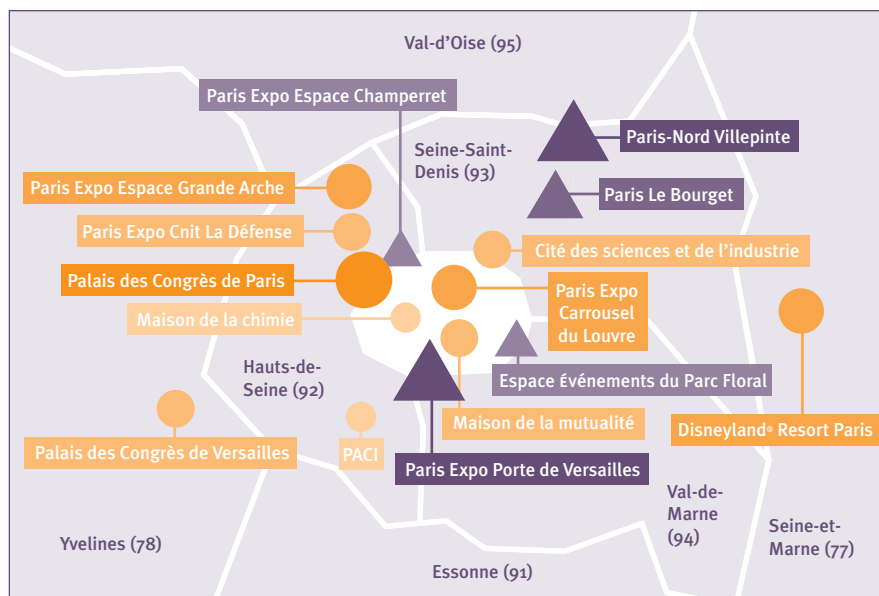 Val-d'Oise (95)
Paris Expo Espace Champerret
Paris-Nord Villepinte
Seine-Saint-
Denis (93)
Paris Expo Espace Grande Arche
Paris Le Bourget
Paris Expo Cnit La Défense
Cité des sciences et de l'industrie
Palais des Congrès de Paris
Paris Expo
Carrousel
du Louvre
Maison de la chimie
Hauts-de-
Seine (92)
Espace Événements du Parc Floral
Maison de la mutualité
Disneyland® Resort Paris
Palais des Congrès de Versailles
PACI
Paris Expo Porte de Versailles
Val-de-
Marne
(94)
Seine-et-
Marne (77)
Yvelines (78)
Essonne (91)